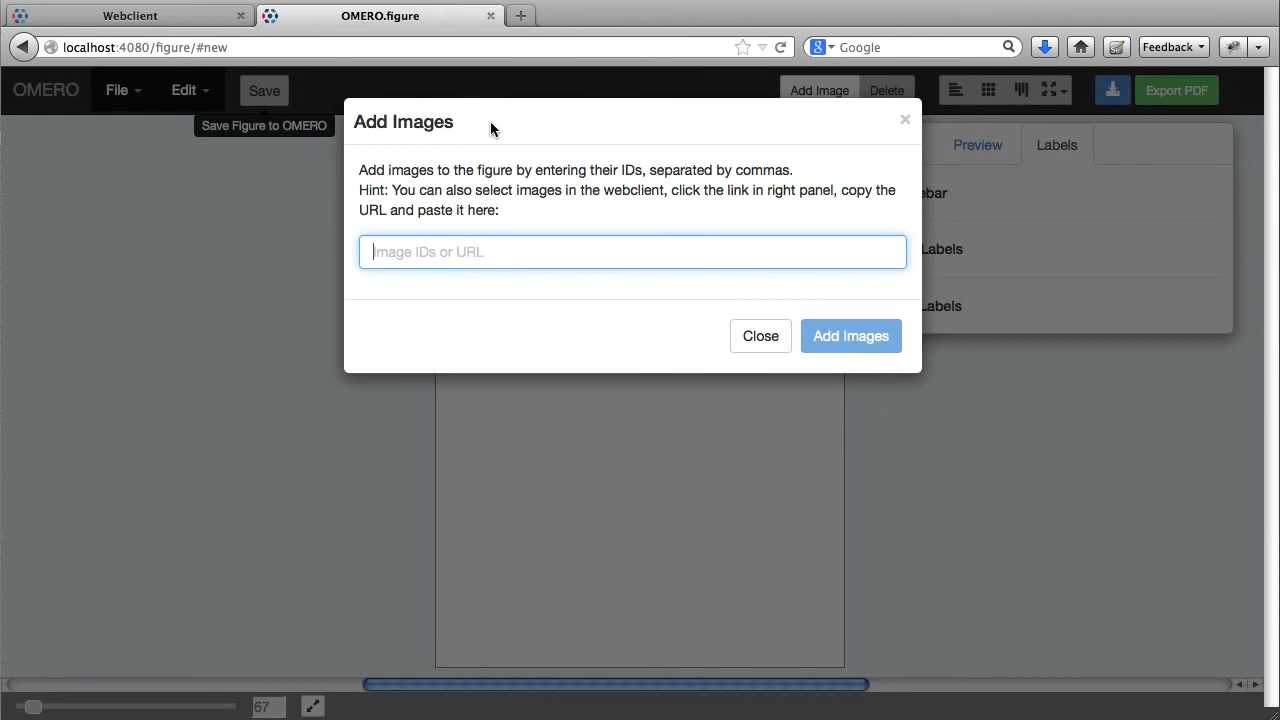 Webclient
OMERO.figure
localhost:4080/figure/#new
Google
Feedback
OMERO
File
Edit
Save
Add Image
Delete
Export PDF
Save Figure to OMERO
Add Images
Add images to the figure by entering their IDs, separated by commas.
Hint: You can also select images in the webclient, click the link in right panel, copy the
URL and paste it here:
Image IDs or URL
Close
Add Images
Preview
Labels
ebar
Labels
Labels
67